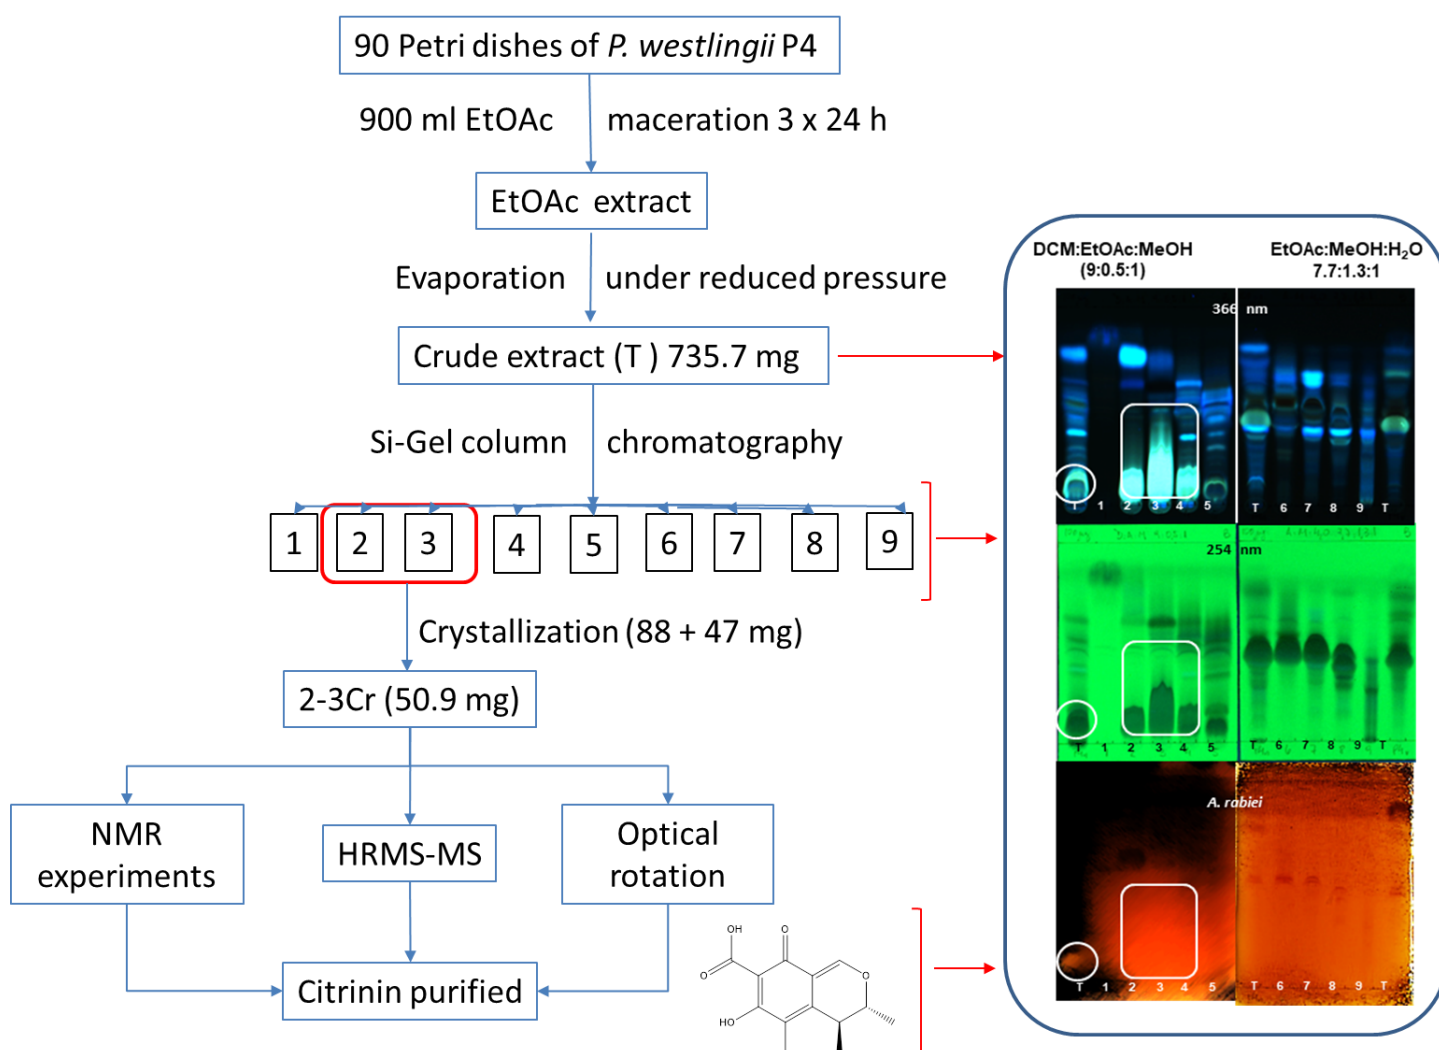 90 Petri dishes of P. westlingii P4
900 ml EtOAc maceration 3 x 24 h
EtOAc extract
Evaporation under reduced pressure
Crude extract (T ) 735.7 mg
Si-Gel column chromatography
1 2 3 4 5 6 7 8 9
Crystallization (88 + 47 mg)
2-3Cr (50.9 mg)
NMR
experiments
HRMS-MS
Optical
rotation
Citrinin purified
OH
O
O
O
HO
DCM:EtOAc:MeOH
(9:0.5:1)
EtOAc:MeOH:H₂O
7.7:1.3:1
366 nm
T 1 2 3 4 5
T 6 7 8 9 T
254 nm
T 1 2 3 4 5
T 6 7 8 9 T
A. rabiei
T 1 2 3 4 5
T 6 7 8 9 T